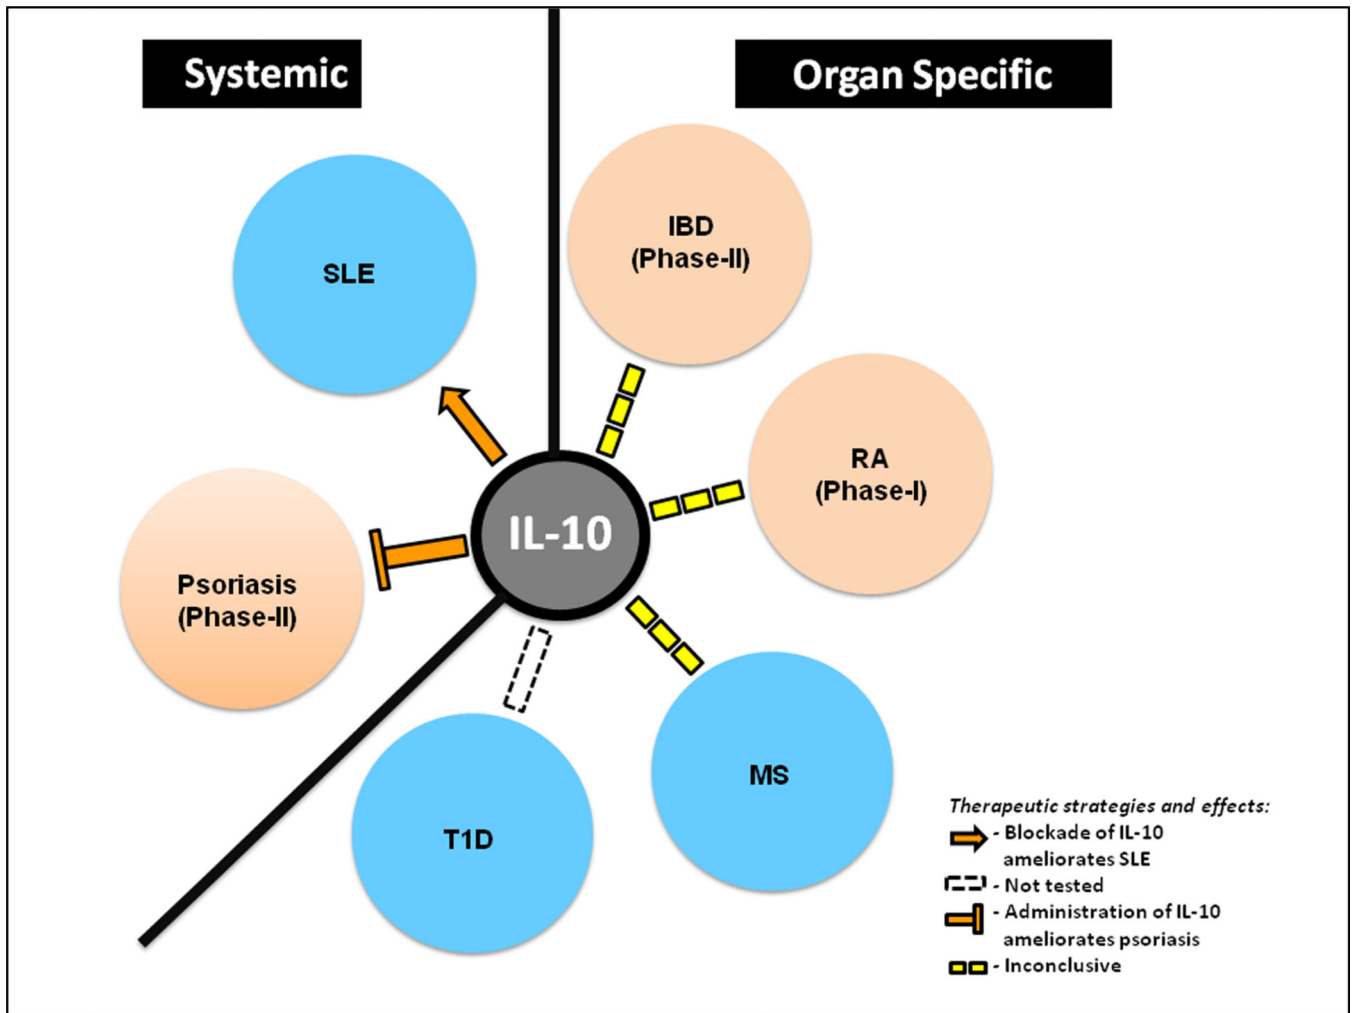 Systemic
Organ Specific
IBD
(Phase-II)
SLE
RA
(Phase-I)
IL-10
Psoriasis
(Phase-II)
MS
T1D
Therapeutic strategies and effects:
- Blockade of IL-10
ameliorates SLE
- Not tested
- Administration of IL-10
ameliorates psoriasis
- Inconclusive